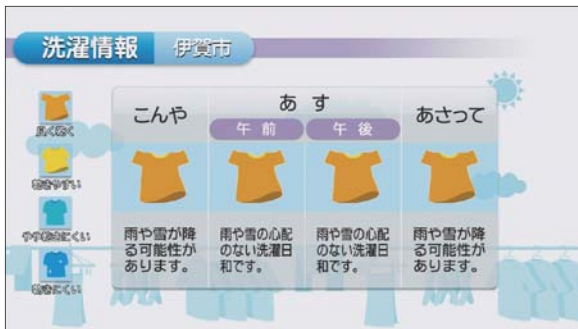 洗濯情報 伊賀市
良く乾く
乾きやすい
やや乾きにくい
乾きにくい
こんや
あす
午前 午後
あさって
雨や雪が降
る可能性が
あります。
雨や雪の心配
のない洗濯日
和です。
雨や雪の心配
のない洗濯日
和です。
雨や雪が降
る可能性が
あります。